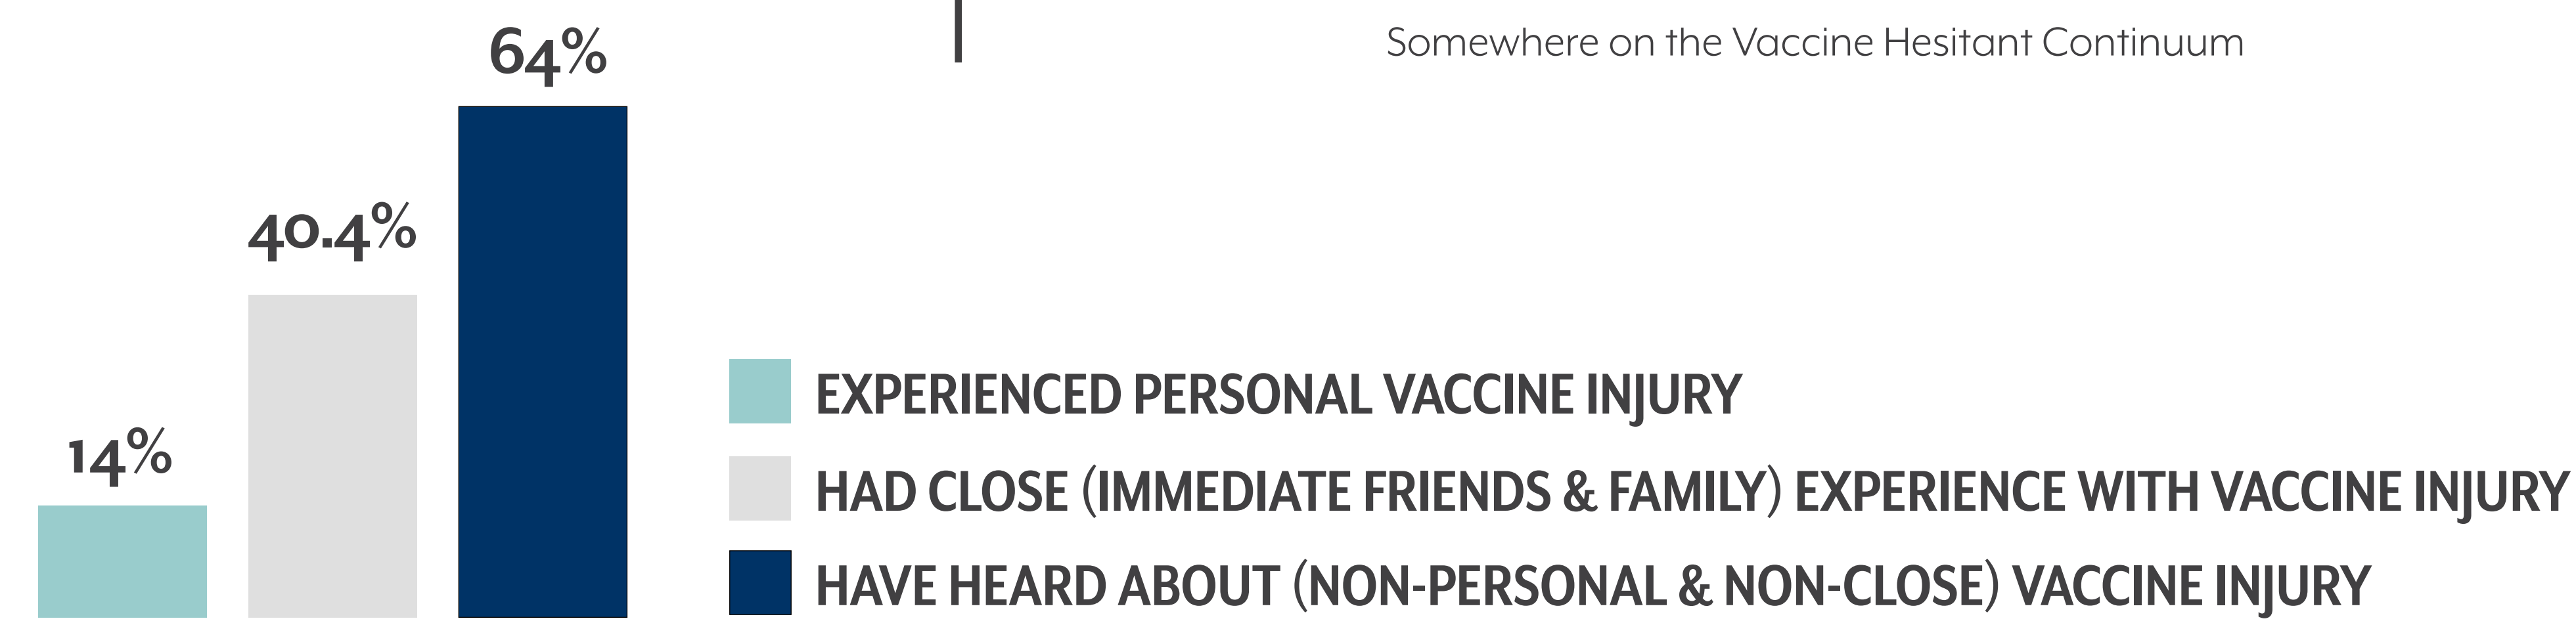 64%
Somewhere on the Vaccine Hesitant Continuum
40.4%
14%
EXPERIENCED PERSONAL VACCINE INJURY
HAD CLOSE (IMMEDIATE FRIENDS & FAMILY) EXPERIENCE WITH VACCINE INJURY
HAVE HEARD ABOUT (NON-PERSONAL & NON-CLOSE) VACCINE INJURY